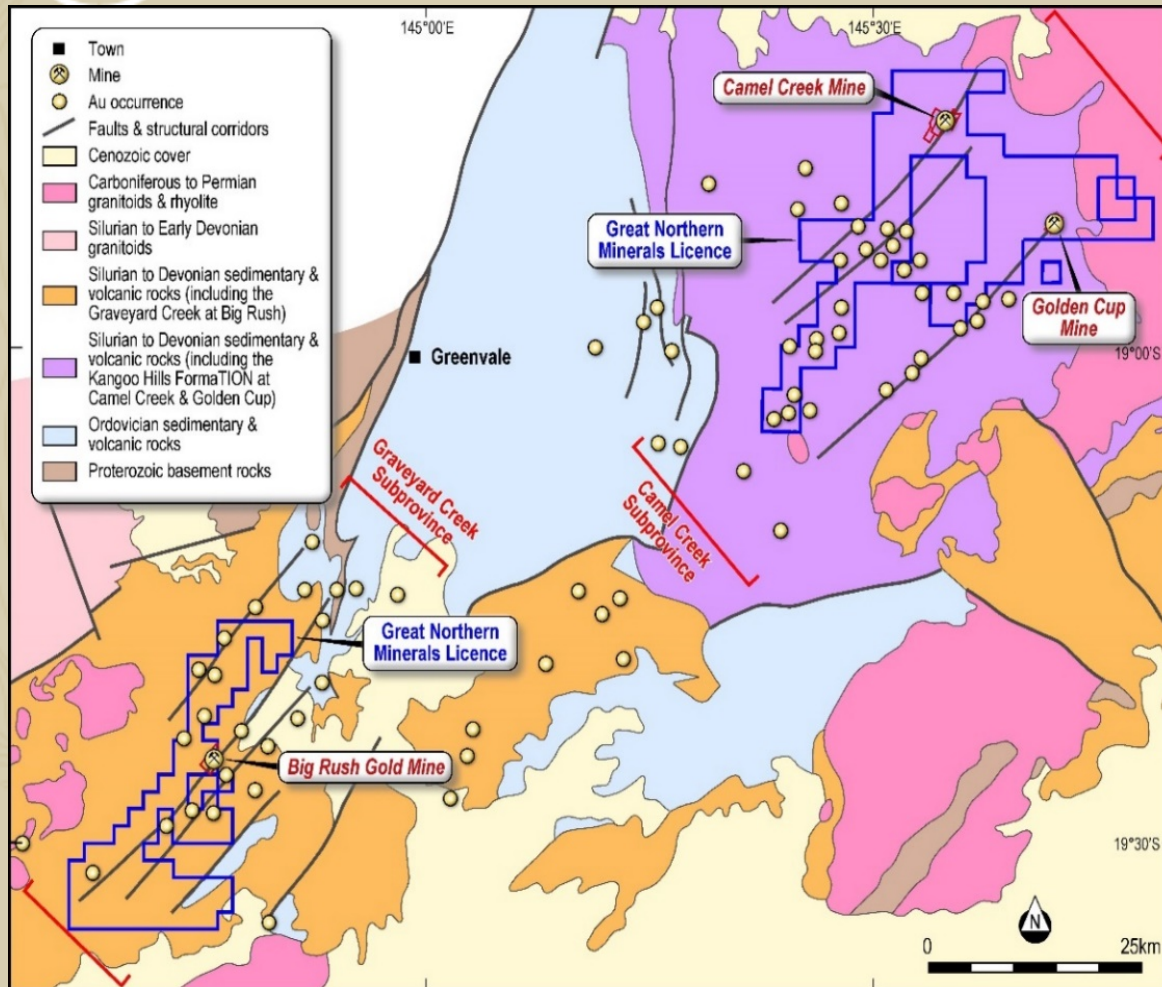 145°00'E
145°30'E
Town
Mine
Au occurrence
Faults & structural corridors
Cenozoic cover
Carboniferous to Permian
granitoids & rhyolite
Silurian to Early Devonian
granitoids
Silurian to Devonian sedimentary &
volcanic rocks (including the
Graveyard Creek at Big Rush)
Silurian to Devonian sedimentary &
volcanic rocks (including the
Kangoo Hills FormaTION at
Camel Creek & Golden Cup)
Ordovician sedimentary &
volcanic rocks
Proterozoic basement rocks
Camel Creek Mine
Great Northern
Minerals Licence
Golden Cup
Mine
19°00'S
Greenvale
Graveyard Creek
Subprovince
Camel Creek
Subprovince
Great Northern
Minerals Licence
Big Rush Gold Mine
19°30'S
N
0
25km